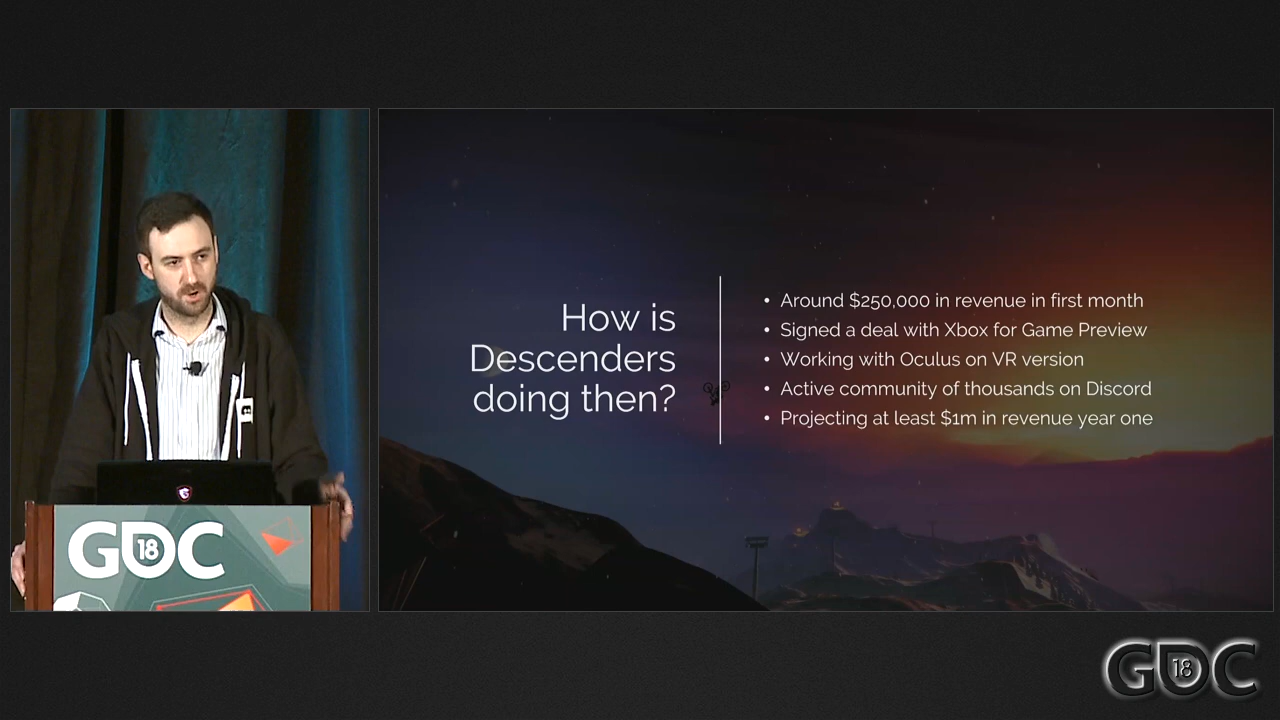 How is
Descenders
doing then?
• Around $250,000 in revenue in first month
• Signed a deal with Xbox for Game Preview
• Working with Oculus on VR version
• Active community of thousands on Discord
• Projecting at least $1m in revenue year one
GDC 18
GDC 18